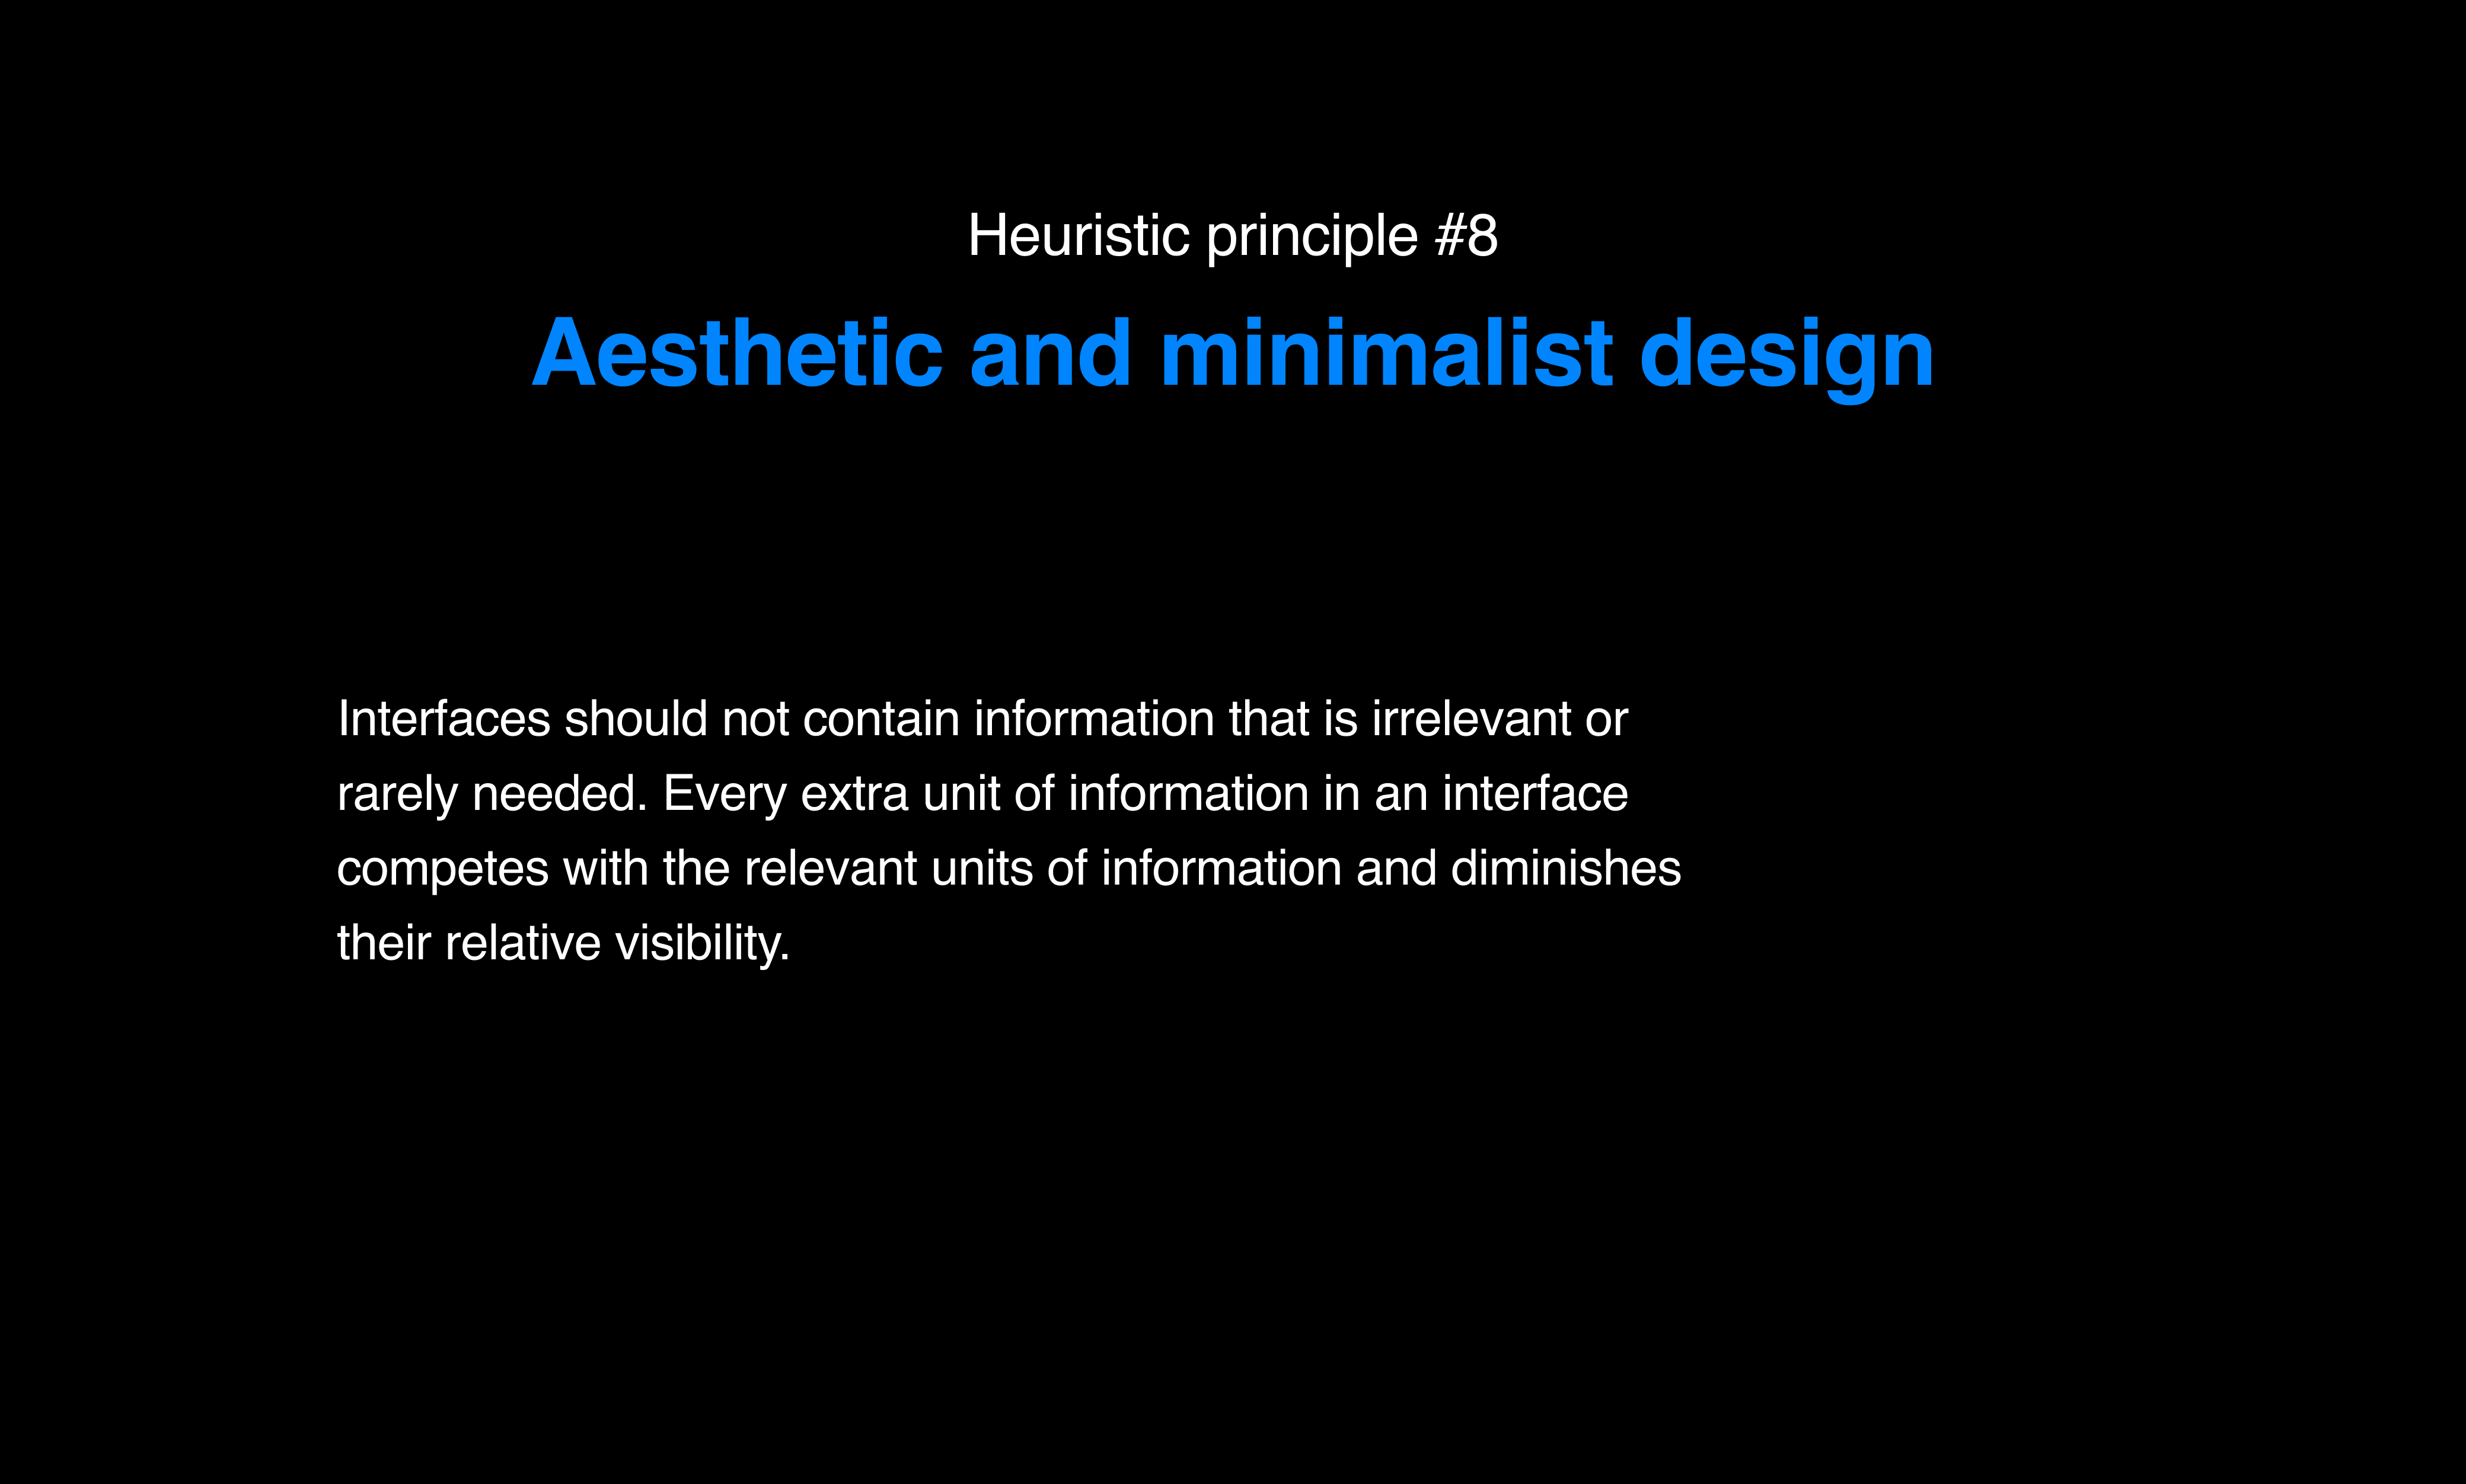 Heuristic principle #8
Aesthetic and minimalist design
Interfaces should not contain information that is irrelevant or
rarely needed. Every extra unit of information in an interface
competes with the relevant units of information and diminishes
their relative visibility.